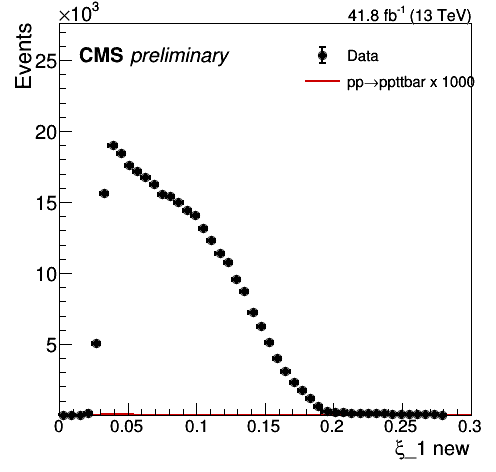 ×10³
41.8 fb⁻¹ (13 TeV)
Events
CMS preliminary
Data
pp→ppttbar x 1000
25
20
15
10
5
0 0.05 0.1 0.15 0.2 0.25 0.3
ξ_1 new